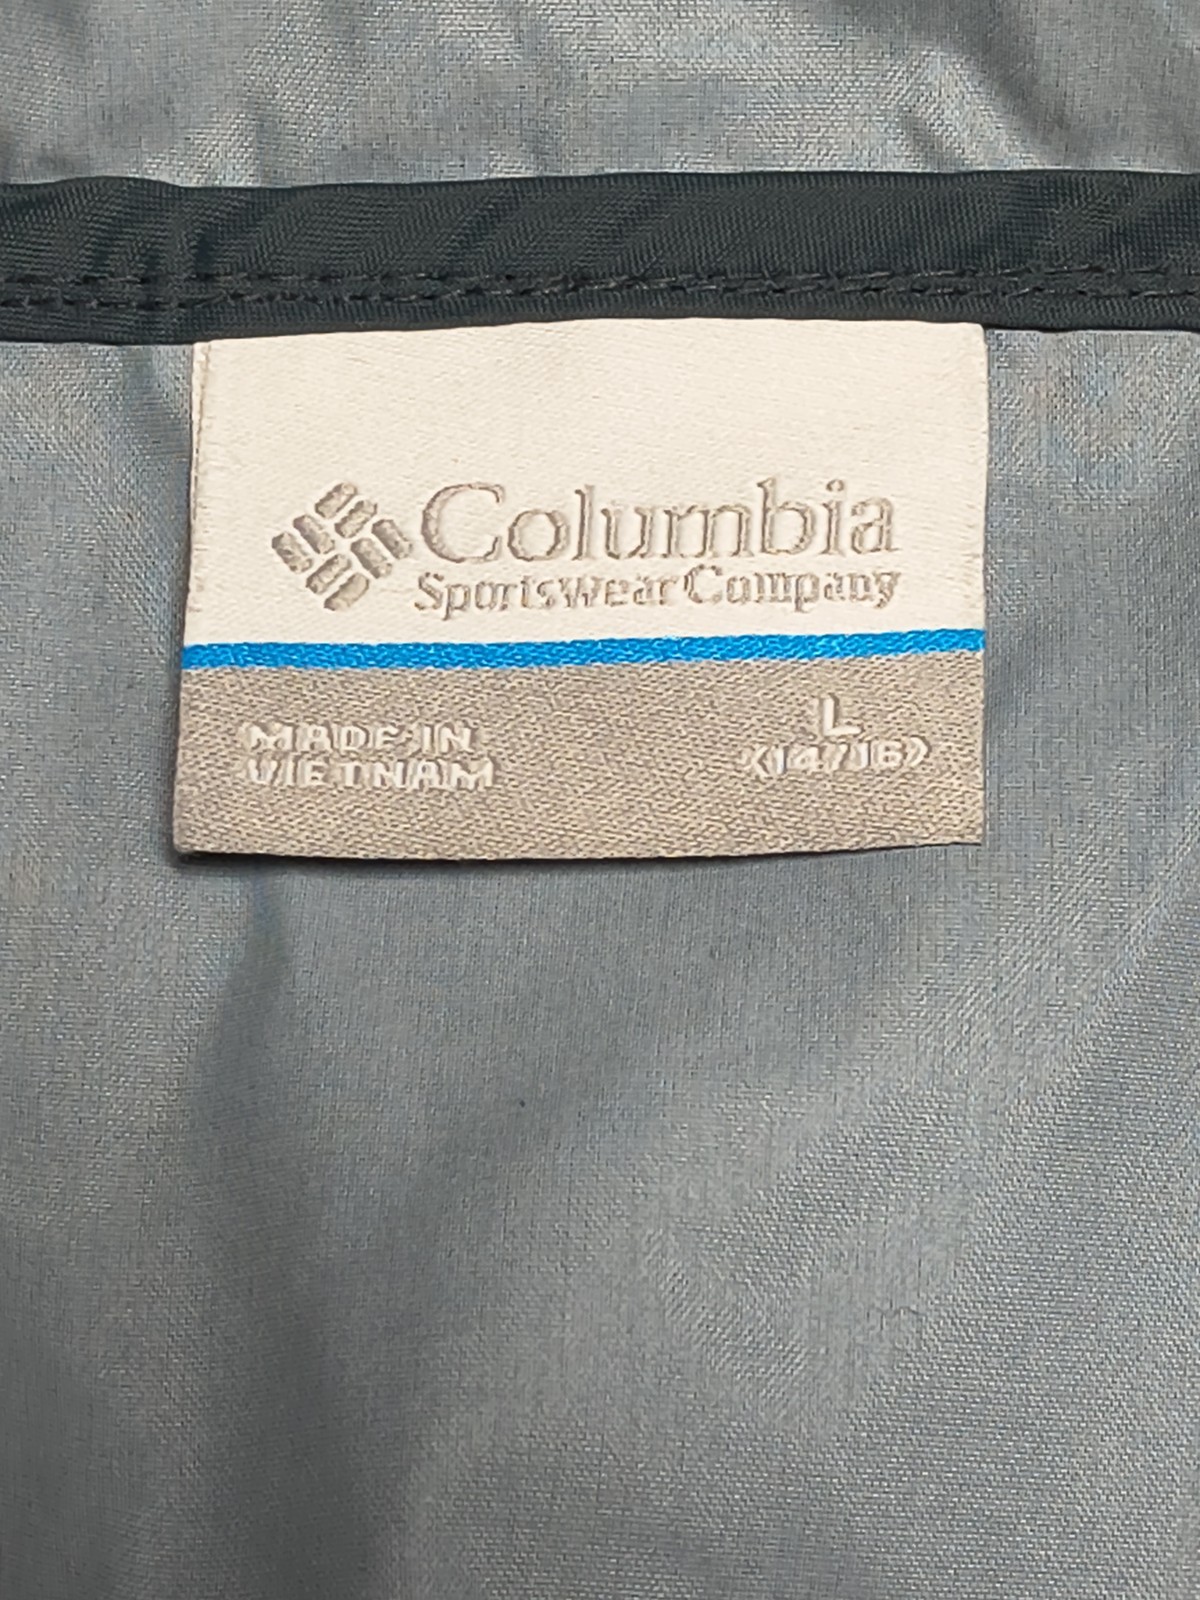 Columbia
Sportswear Company
MADE IN
VIETNAM
L
(14/16)